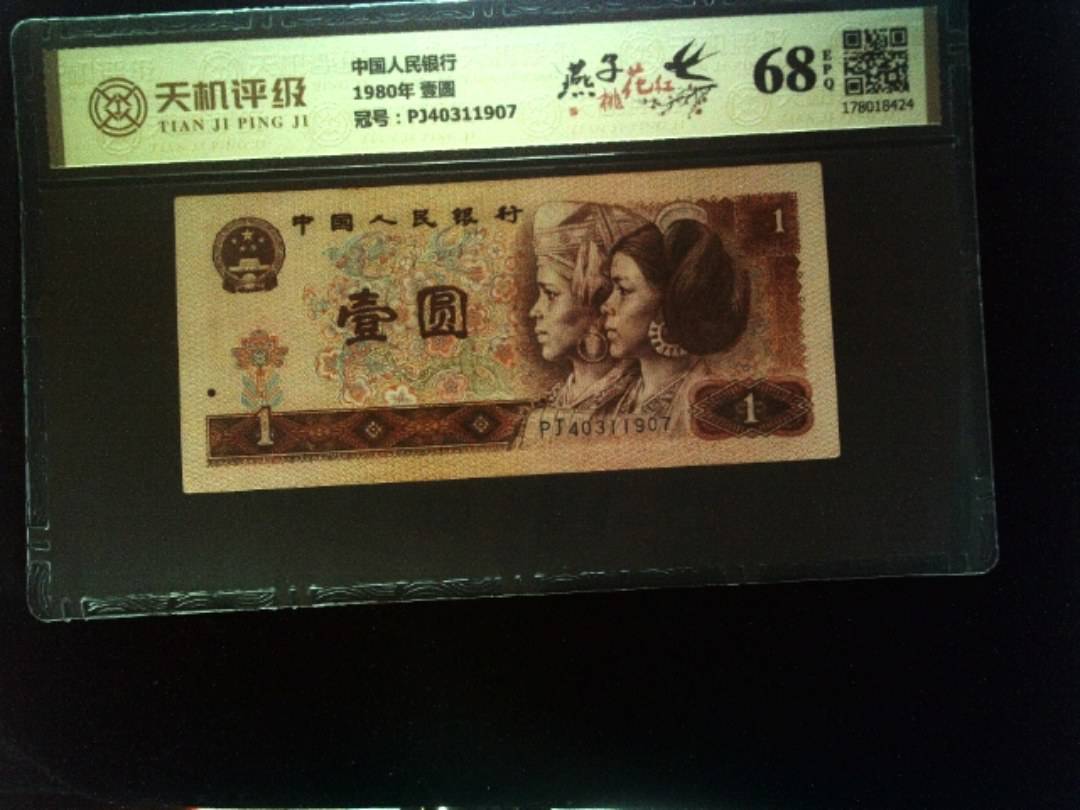 天机评级
TIAN JI PING JI
中国人民银行
1980年 壹圆
冠号：PJ40311907
燕子桃花红
68
EPQ
178018424
中国人民银行
1
壹圆
1
PJ40311907
1